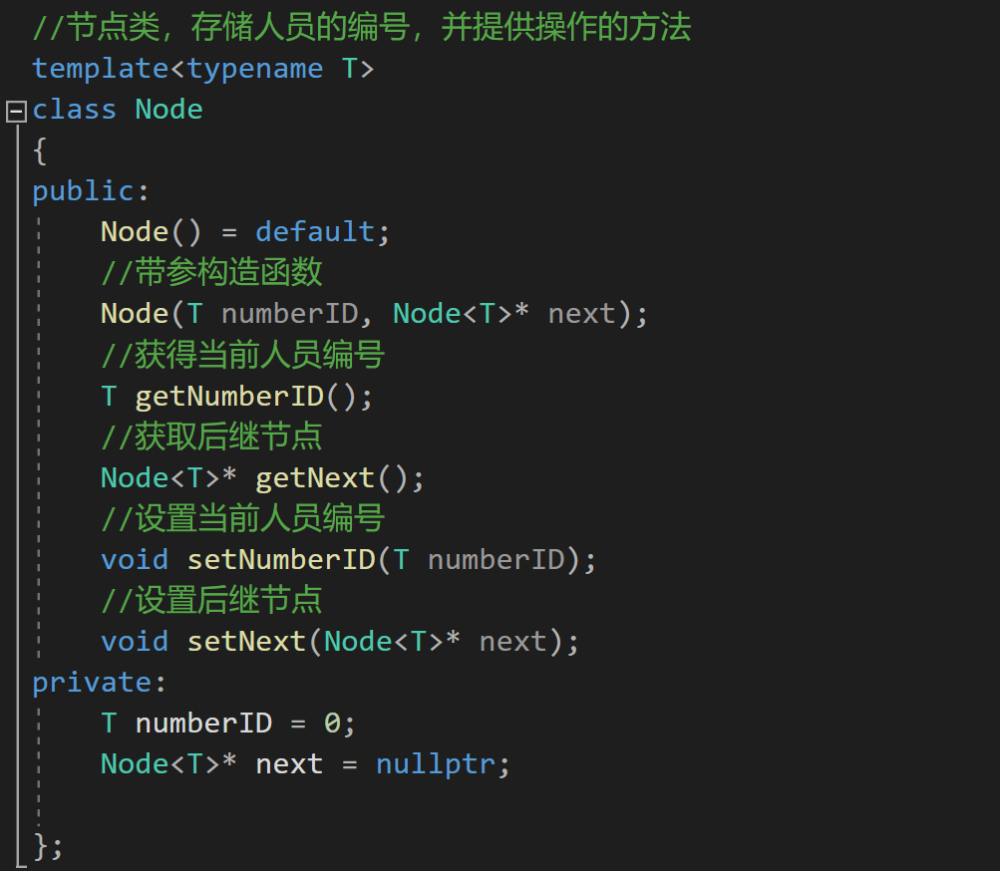 //节点类，存储人员的编号，并提供操作的方法
template<typename T>
class Node
{
public:
    Node() = default;
    //带参构造函数
    Node(T numberID, Node<T>* next);
    //获得当前人员编号
    T getNumberID();
    //获取后继节点
    Node<T>* getNext();
    //设置当前人员编号
    void setNumberID(T numberID);
    //设置后继节点
    void setNext(Node<T>* next);
private:
    T numberID = 0;
    Node<T>* next = nullptr;
};